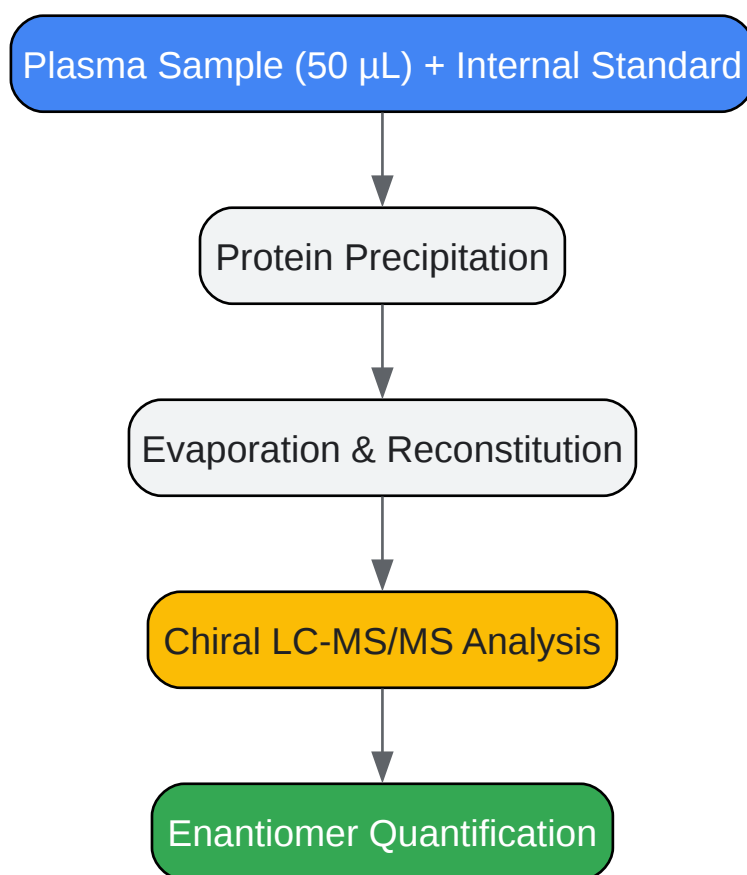 Plasma Sample (50 µL) + Internal Standard
Protein Precipitation
Evaporation & Reconstitution
Chiral LC-MS/MS Analysis
Enantiomer Quantification